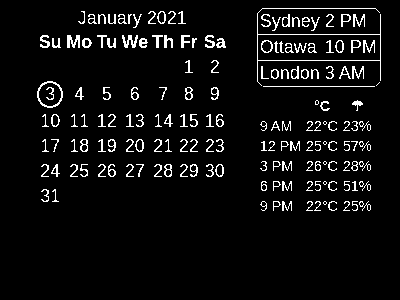 January 2021
Su Mo Tu We Th Fr Sa
1 2
3 4 5 6 7 8 9
10 11 12 13 14 15 16
17 18 19 20 21 22 23
24 25 26 27 28 29 30
31
Sydney 2 PM
Ottawa 10 PM
London 3 AM
°C
9 AM 22°C 23%
12 PM 25°C 57%
3 PM 26°C 28%
6 PM 25°C 51%
9 PM 22°C 25%